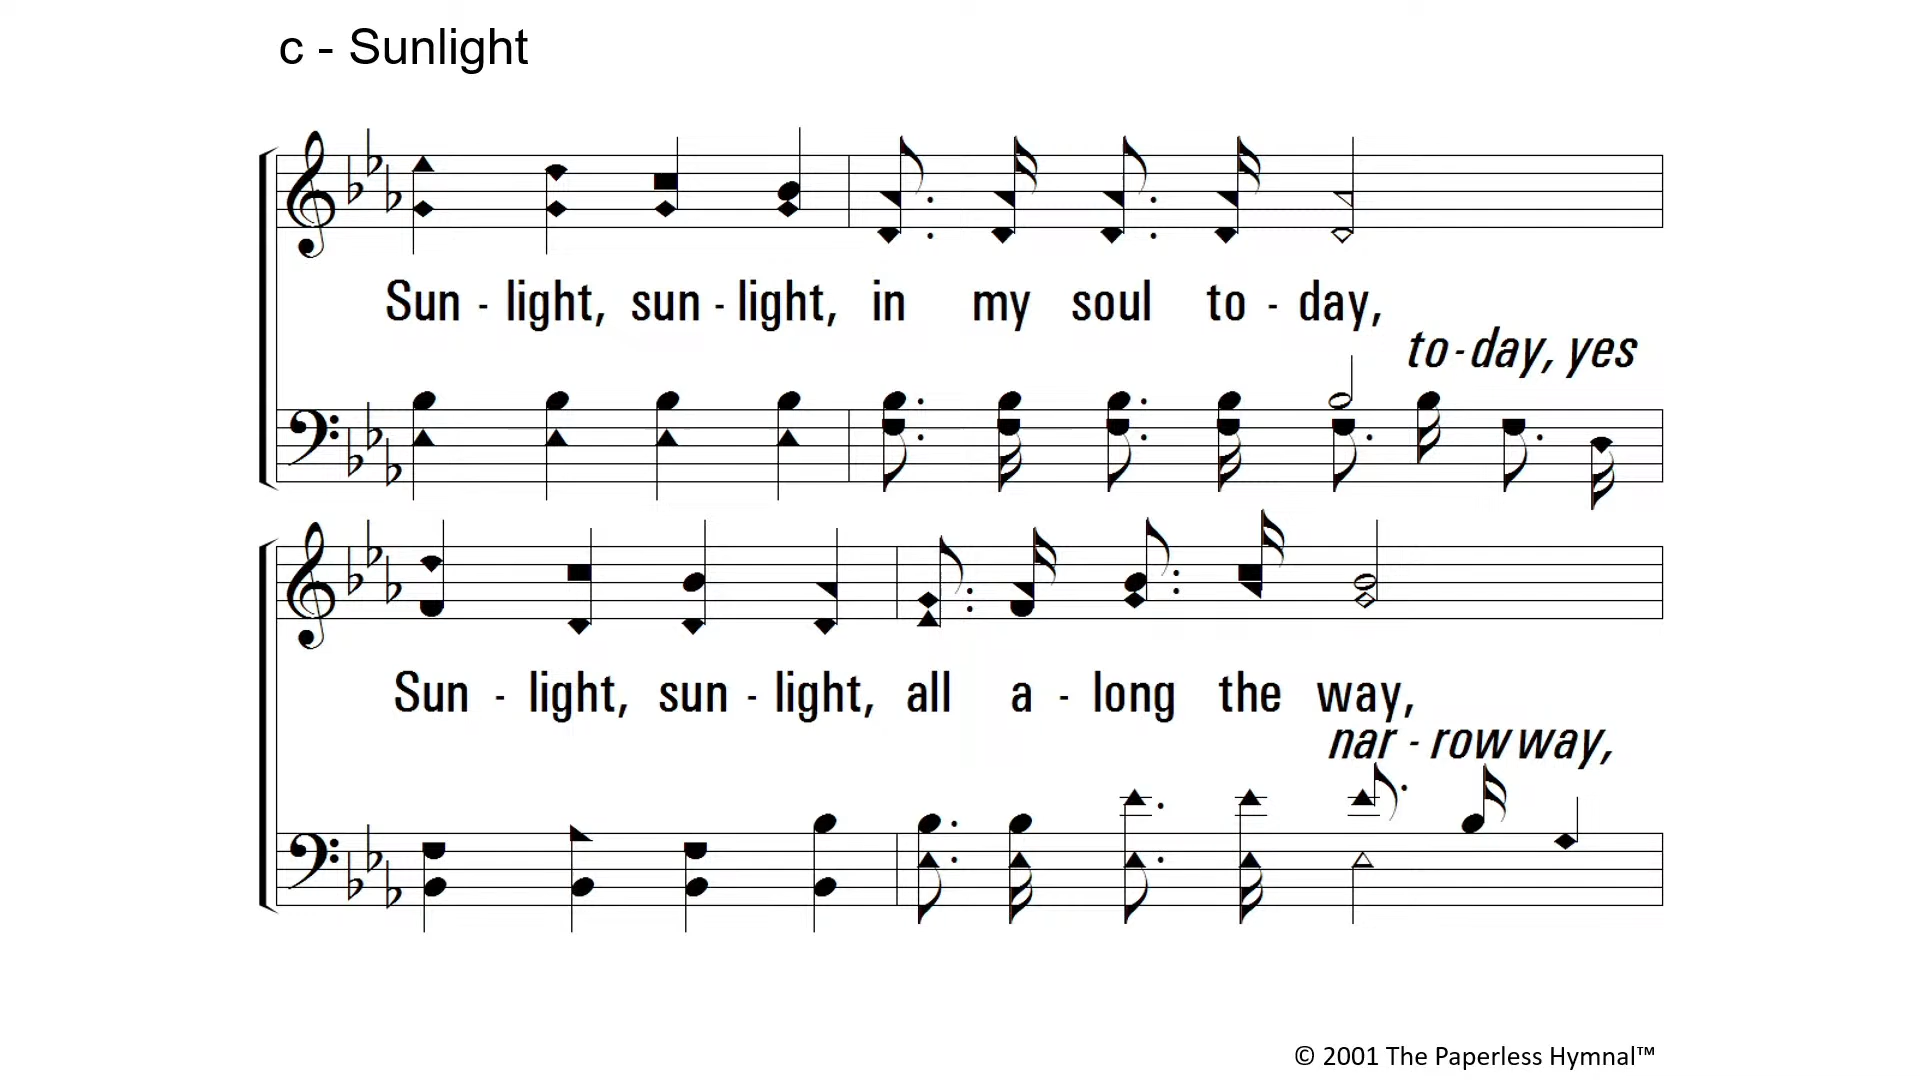 c - Sunlight
Sun - light, sun - light, in my soul to - day,
to - day, yes
Sun - light, sun - light, all a - long the way,
nar - row way,
© 2001 The Paperless Hymnal™